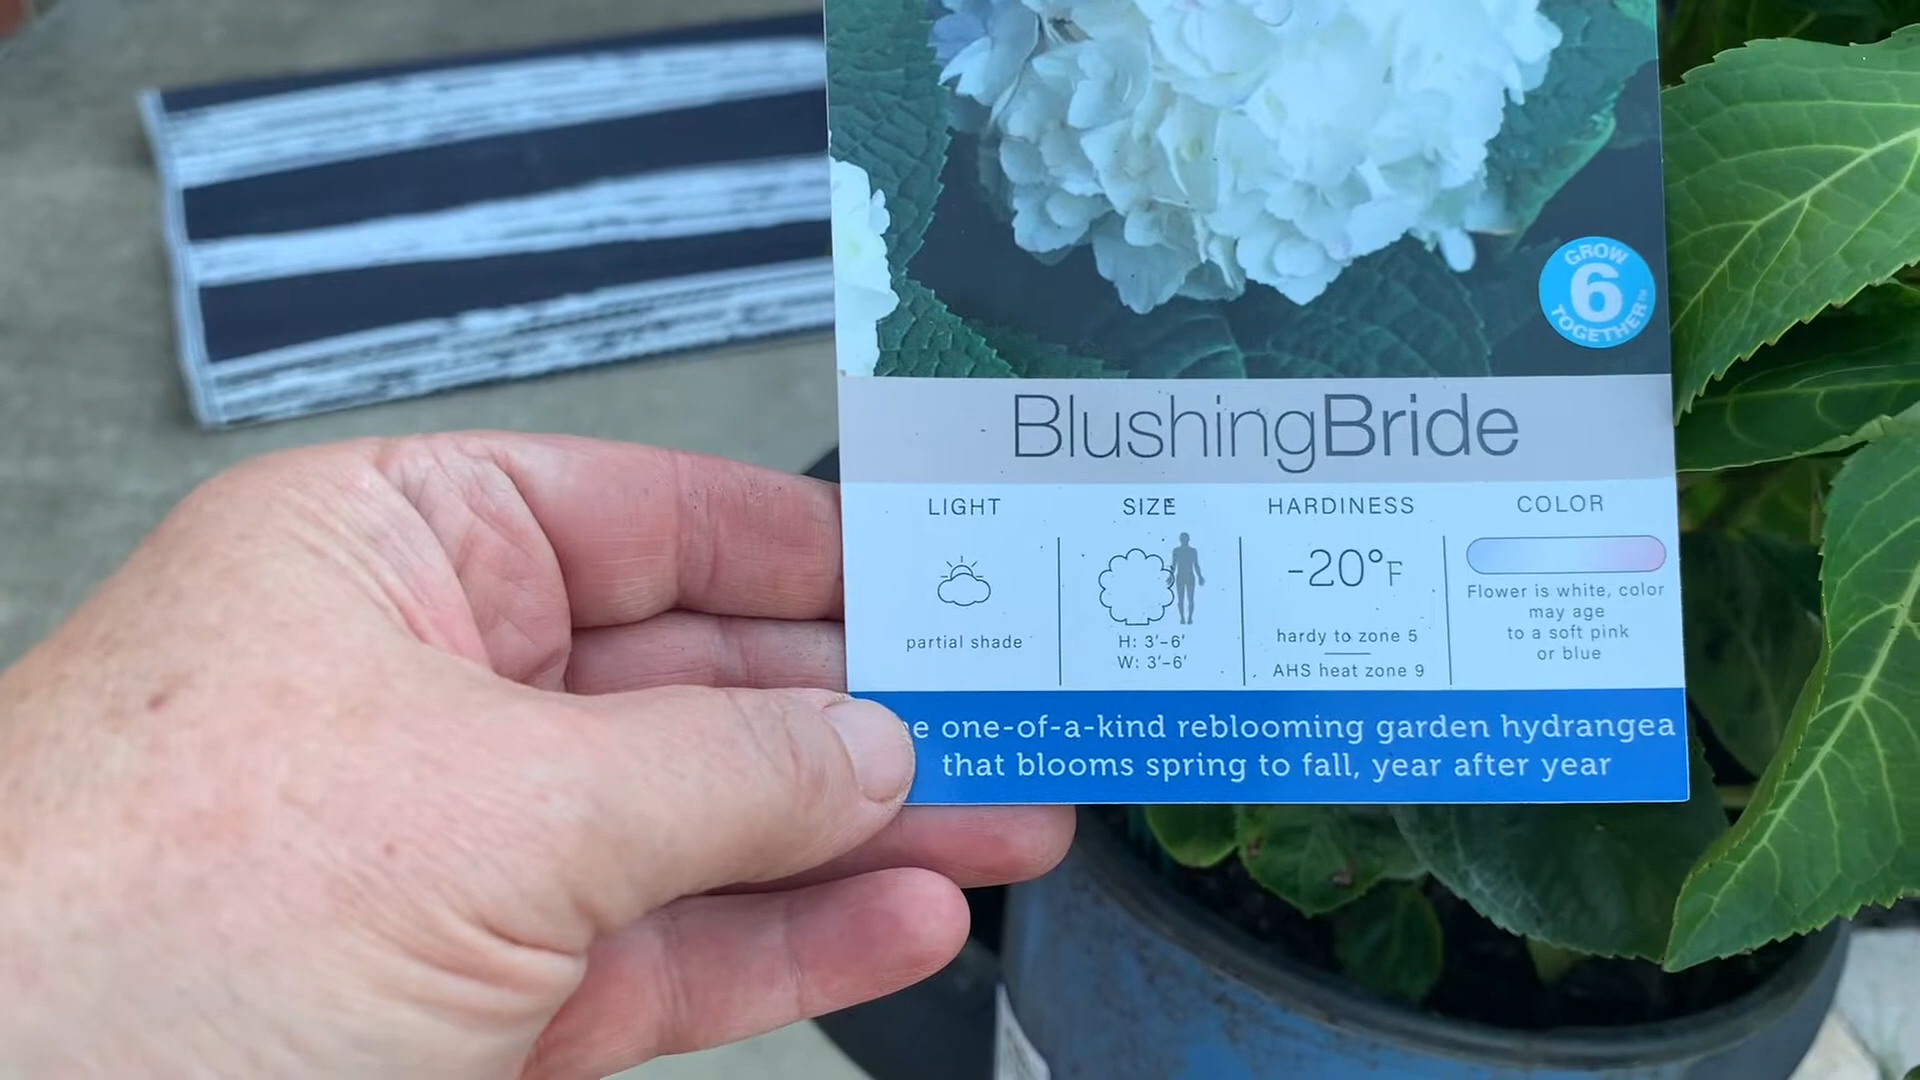 GROW
6
TOGETHER™
BlushingBride
LIGHT
partial shade
SIZE
H: 3'–6'
W: 3'–6'
HARDINESS
-20°F
hardy to zone 5
AHS heat zone 9
COLOR
Flower is white, color
may age
to a soft pink
or blue
one-of-a-kind reblooming garden hydrangea
that blooms spring to fall, year after year